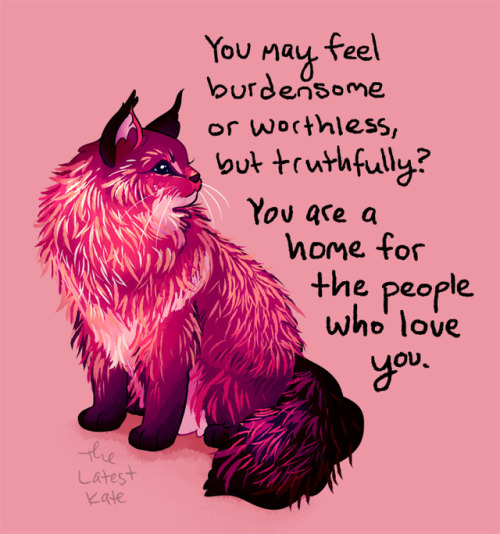 You may feel
burdensome
or worthless,
but truthfully?
You are a
home for
the people
who love
you.
The
Latest
Kate